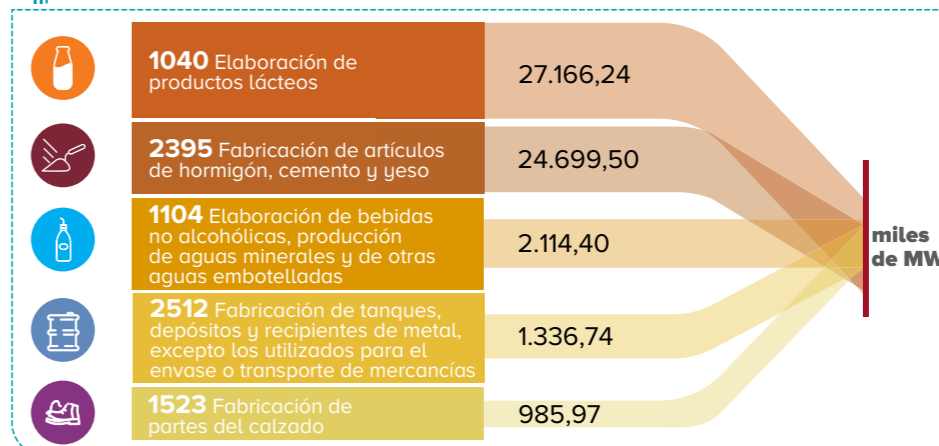 1040 Elaboración de
productos lácteos
27.166,24
2395 Fabricación de artículos
de hormigón, cemento y yeso
24.699,50
1104 Elaboración de bebidas
no alcohólicas, producción
de aguas minerales y de otras
aguas embotelladas
2.114,40
2512 Fabricación de tanques,
depósitos y recipientes de metal,
excepto los utilizados para el
envase o transporte de mercancías
1.336,74
1523 Fabricación de
partes del calzado
985,97
miles
de MW